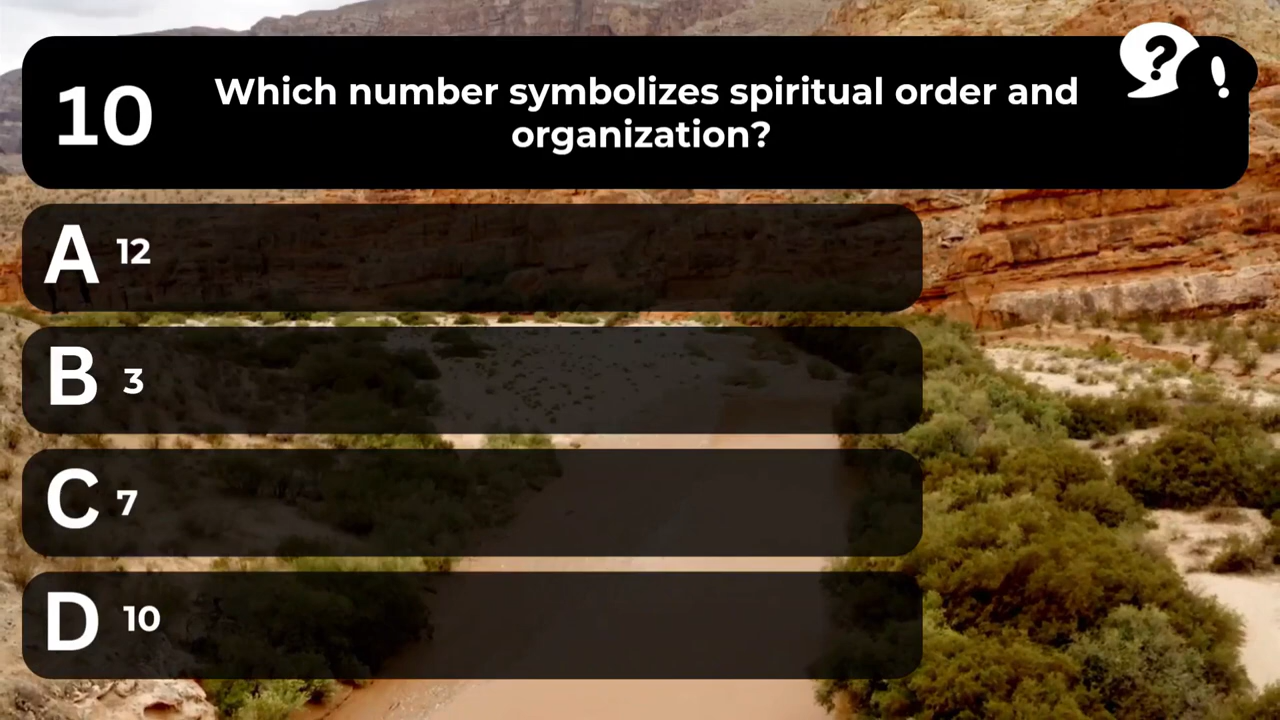 10
Which number symbolizes spiritual order and
organization?
?!
A 12
B 3
C 7
D 10